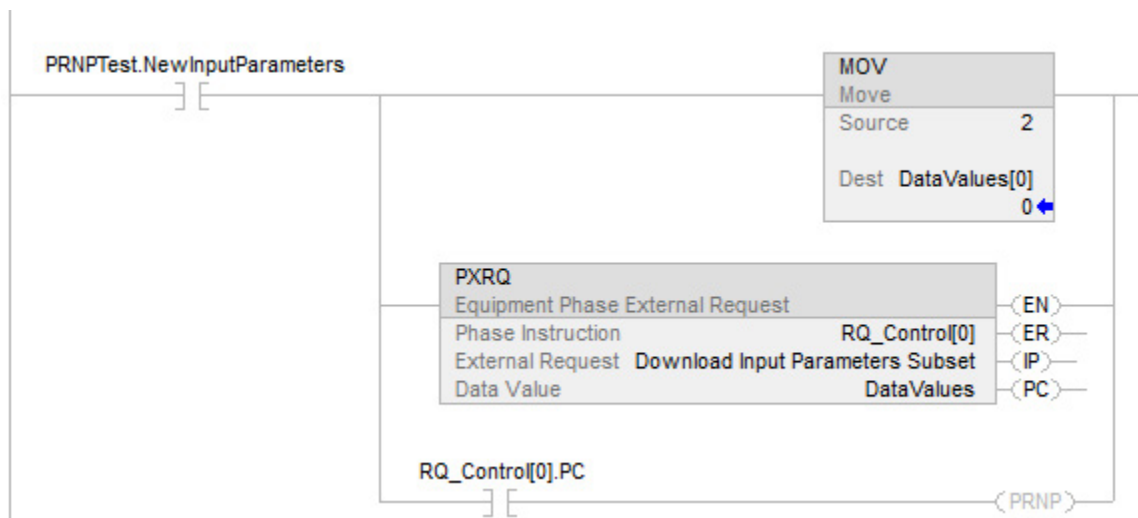 PRNPTest.NewInputParameters
MOV
Move
Source 2
Dest DataValues[0]
0
PXRQ
Equipment Phase External Request
EN
Phase Instruction RQ_Control[0]
ER
External Request Download Input Parameters Subset
IP
Data Value DataValues
PC
RQ_Control[0].PC
PRNP